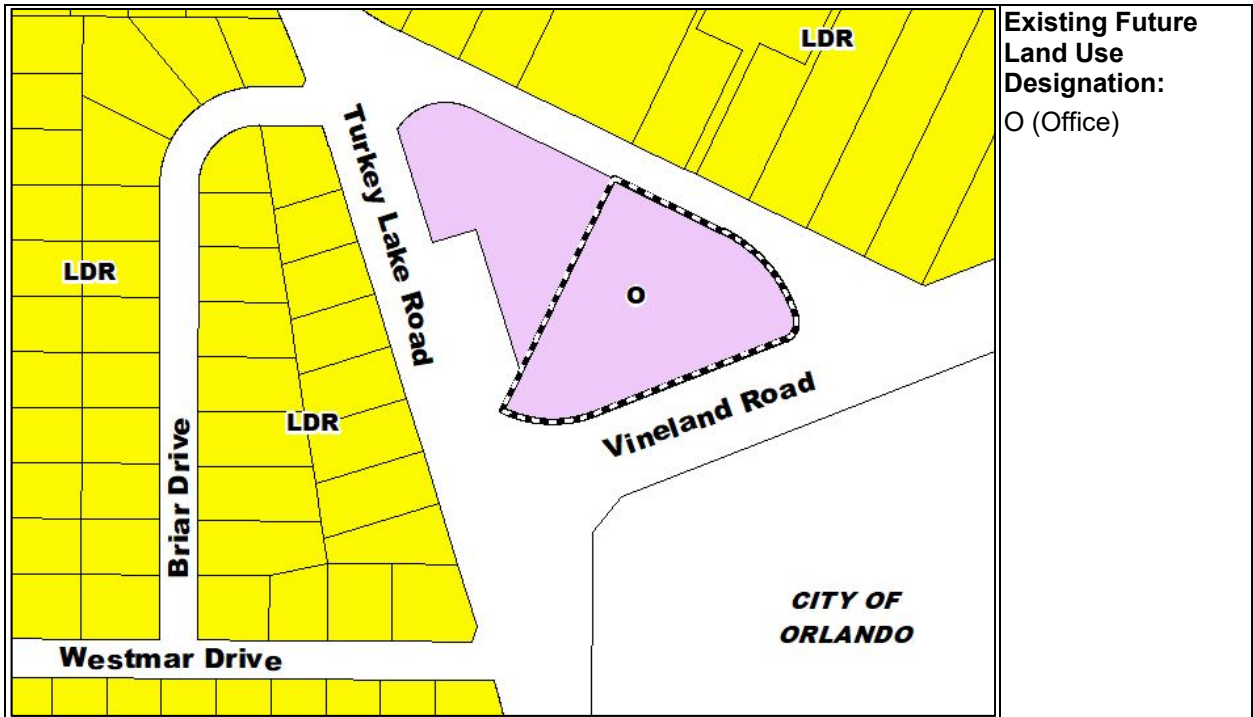 LDR
Turkey Lake Road
LDR
O
LDR
Vineland Road
Briar Drive
CITY OF
ORLANDO
Westmar Drive
Existing Future
Land Use
Designation:
O (Office)